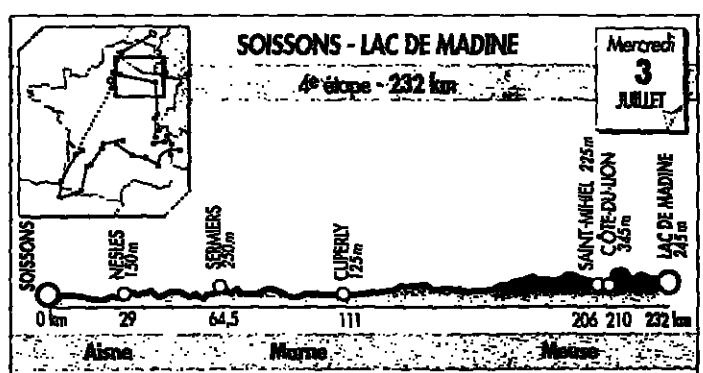 SOISSONS - LAC DE MADINE
4e étape - 232 km
Mercredi
3
JUILLET
SOISSONS
NESLES
150m
SERMIERS
250m
CUPERLY
125m
SAINT-MIHIEL 225m
CÔTE-DU-LION
345m
LAC DE MADINE
245m
0 km 29 64,5 111 206 210 232 km
Aisne Marne Meuse